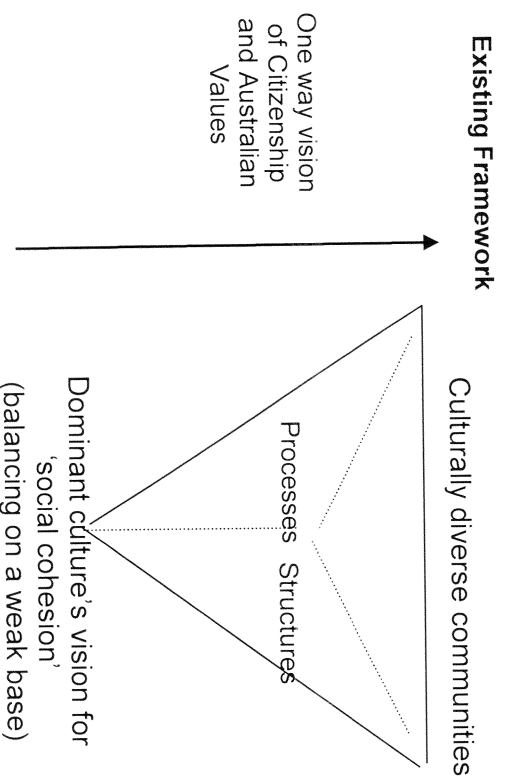 Existing Framework
Culturally diverse communities
One way vision
of Citizenship
and Australian
Values
Processes Structures
Dominant culture's vision for
'social cohesion'
(balancing on a weak base)